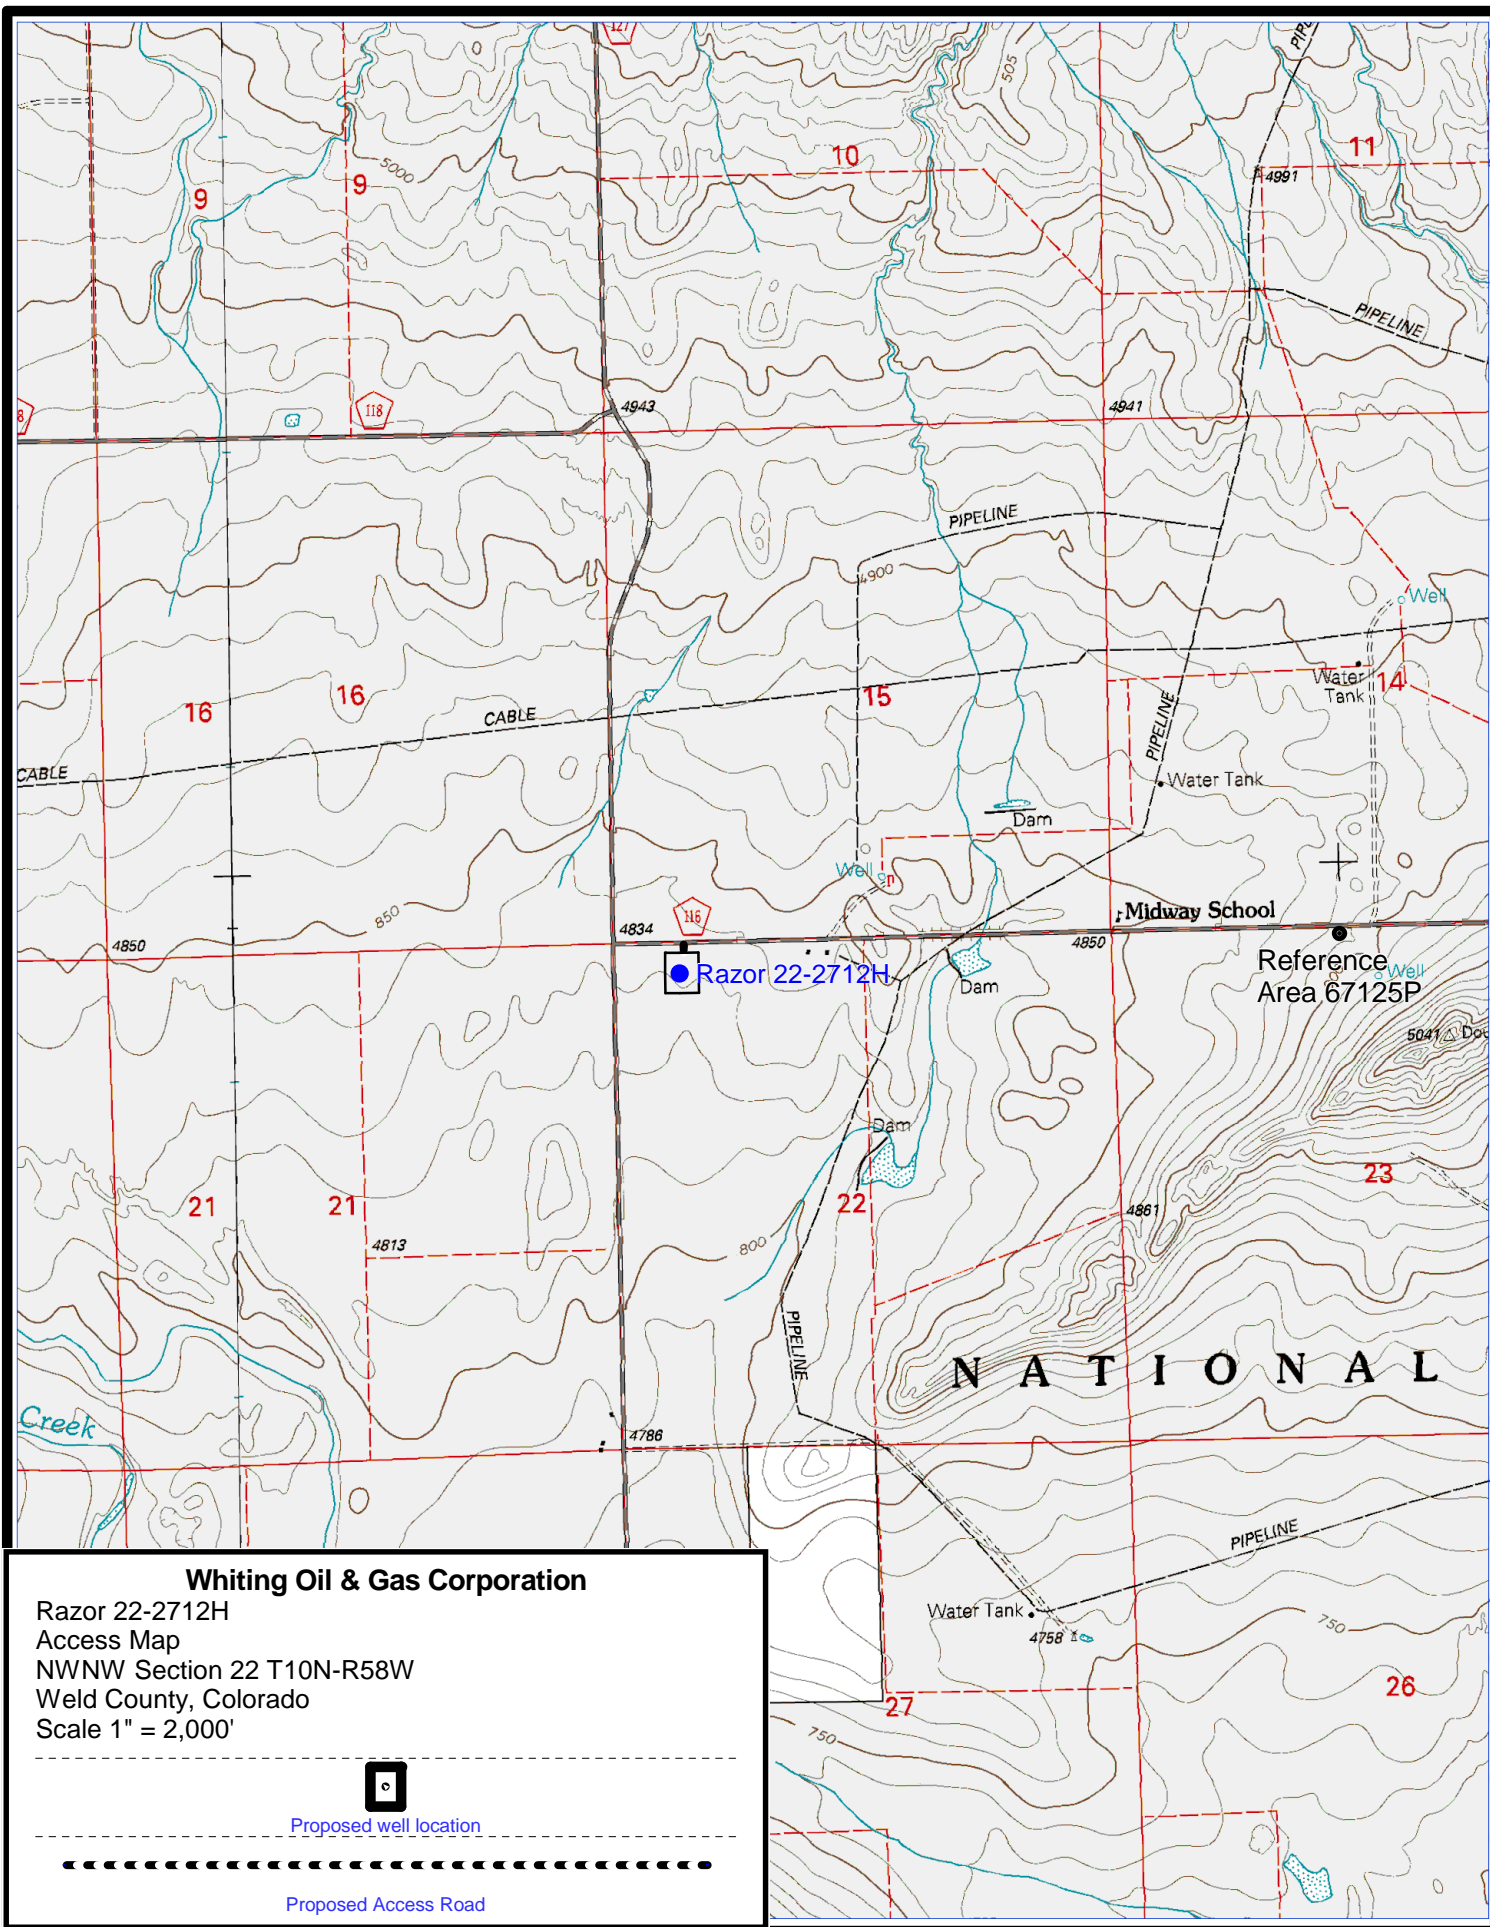 127
PIPEL
505
10
11
5000
9
9
4991
PIPELINE
8
118
4943
4941
PIPELINE
4900
Well
Water
Tank
14
16
16
15
CABLE
PIPELINE
CABLE
Water Tank
Dam
Well
850
116
Midway School
4850
4834
4850
Razor 22-2712H
Reference
Area 67125P
Well
Dam
5041
Dou
Dam
23
21
21
22
4861
4813
800
PIPELINE
NATIONAL
Creek
4786
PIPELINE
Water Tank
4758
750
26
27
750
Whiting Oil & Gas Corporation
Razor 22-2712H
Access Map
NWNW Section 22 T10N-R58W
Weld County, Colorado
Scale 1" = 2,000'
Proposed well location
Proposed Access Road